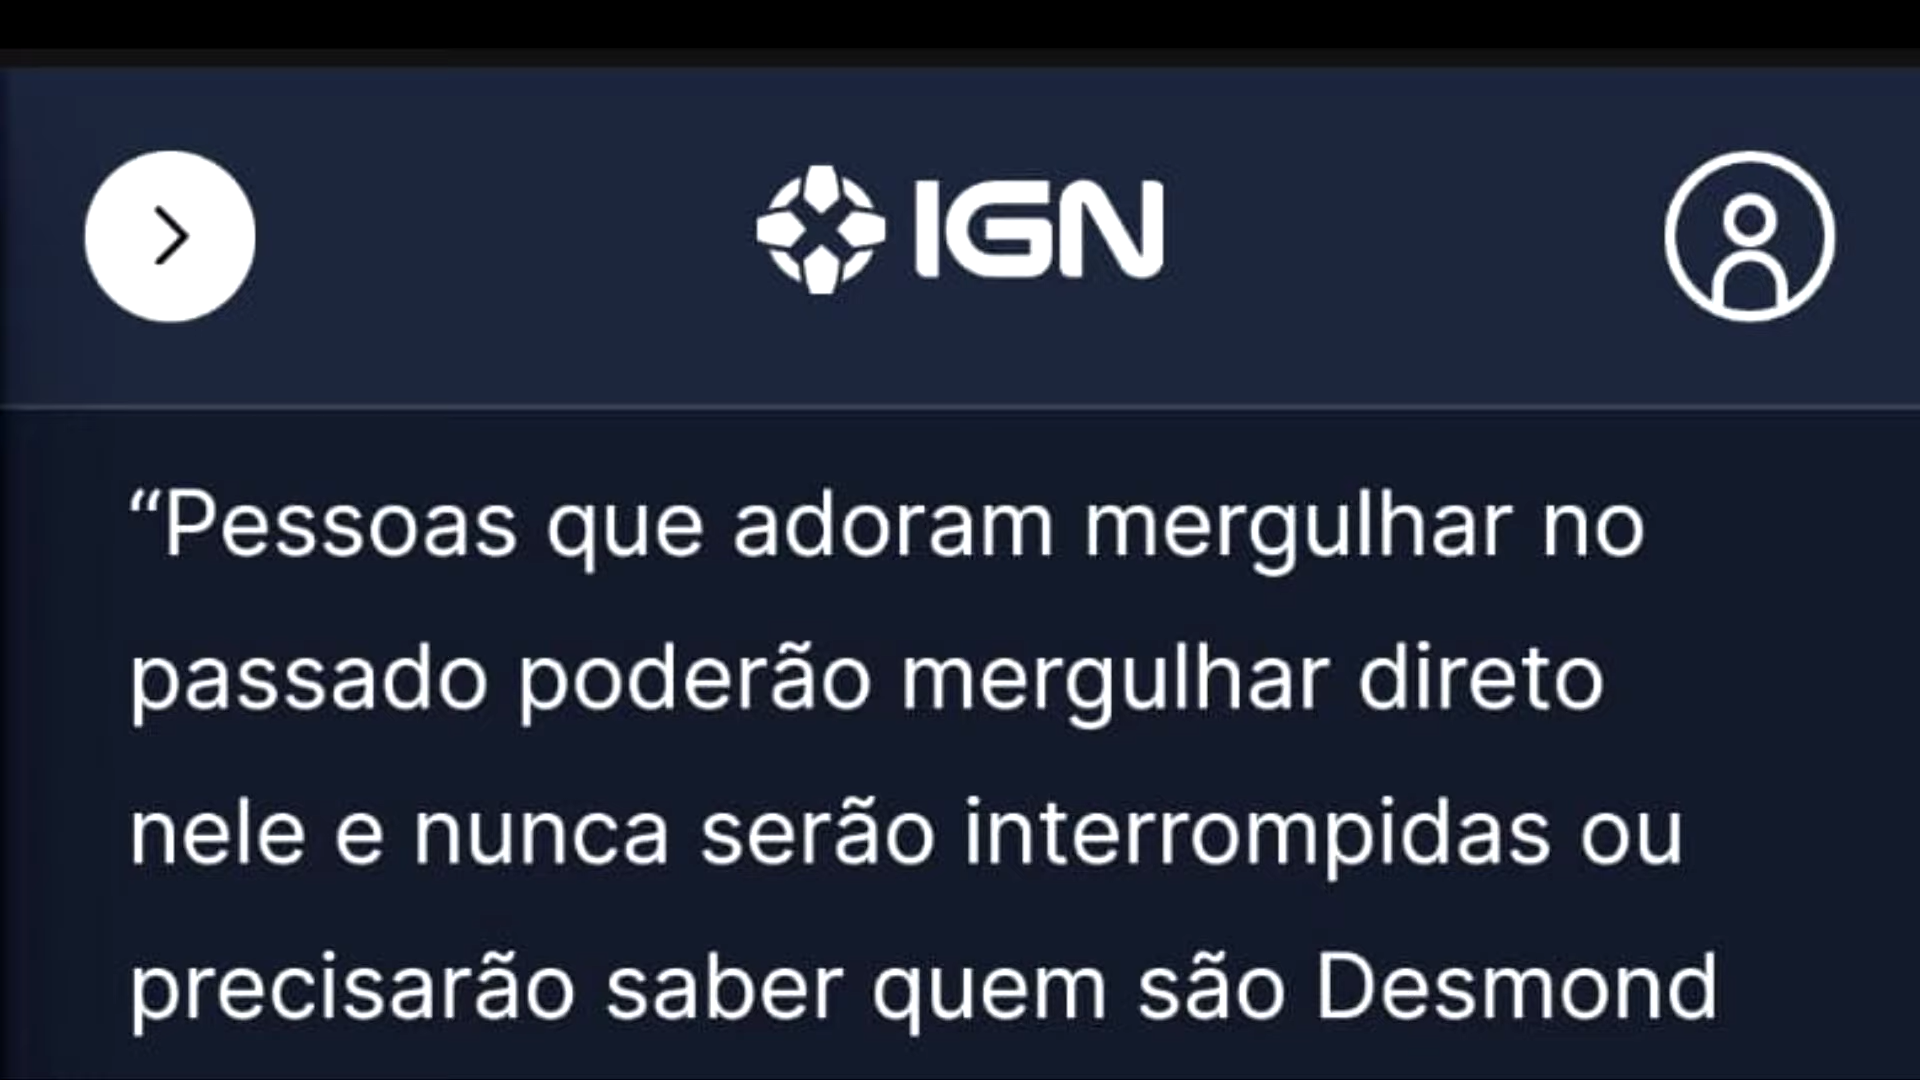 IGN
“Pessoas que adoram mergulhar no
passado poderão mergulhar direto
nele e nunca serão interrompidas ou
precisarão saber quem são Desmond